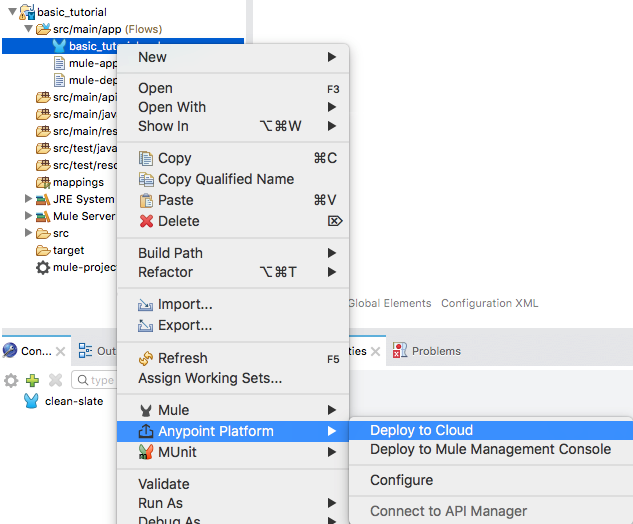 basic_tutorial
src/main/app (Flows)
basic_tutorial
mule-app
mule-dep
src/main/api
src/main/java
src/main/res
src/test/java
src/test/reso
mappings
JRE System
Mule Server
src
target
mule-project
New
Open F3
Open With
Show In ⌥⌘W
Copy ⌘C
Copy Qualified Name
Paste ⌘V
Delete ⌦
Build Path
Refactor ⌥⌘T
Import...
Export...
Refresh F5
Assign Working Sets...
Mule
Anypoint Platform
MUnit
Validate
Run As
Debug As
Deploy to Cloud
Deploy to Mule Management Console
Configure
Connect to API Manager
Global Elements Configuration XML
Con... Out ties Problems
type
clean-slate